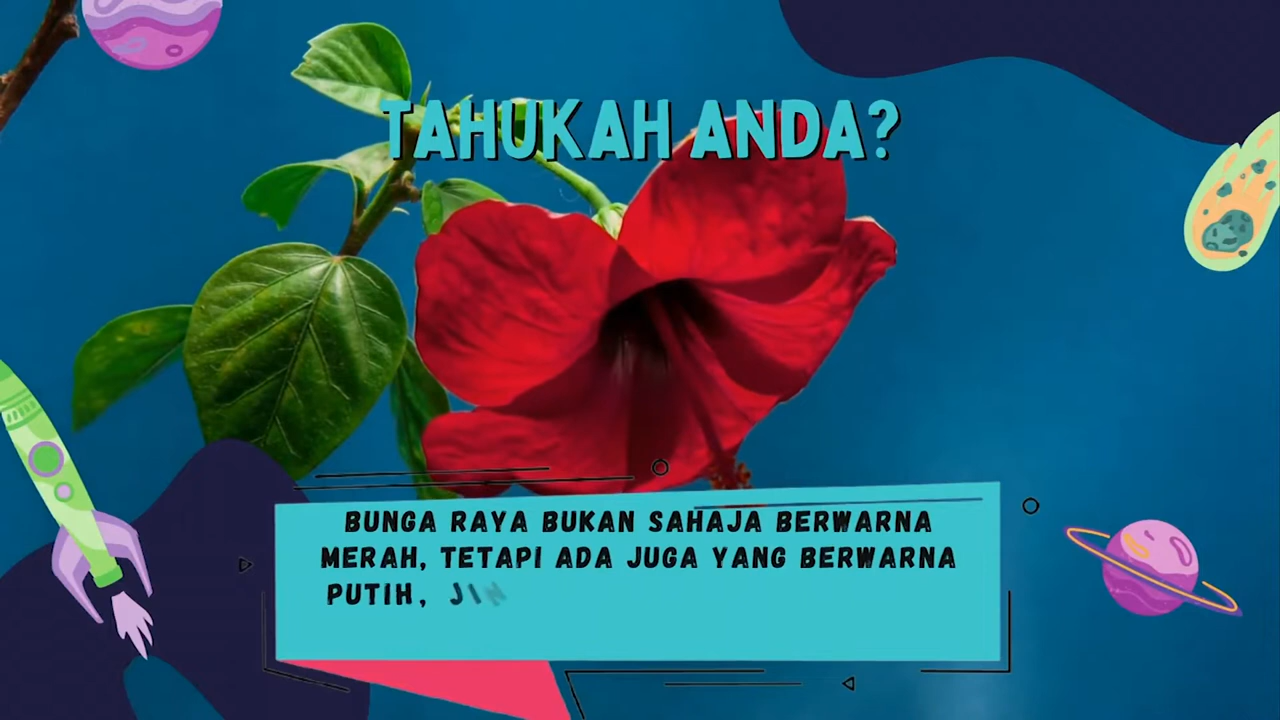 TAHUKAH ANDA?
BUNGA RAYA BUKAN SAHAJA BERWARNA
MERAH, TETAPI ADA JUGA YANG BERWARNA
PUTIH,